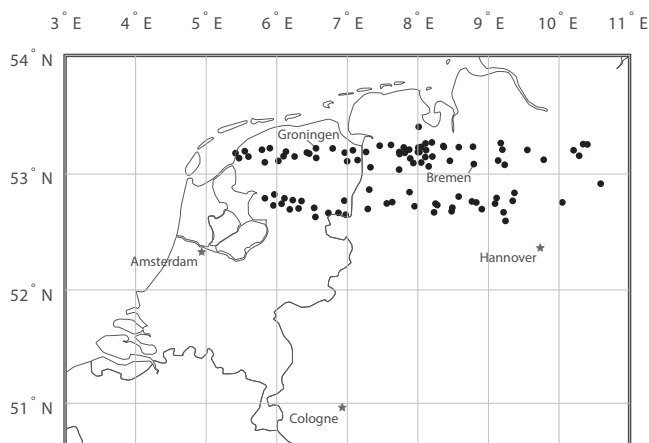 3° E 4° E 5° E 6° E 7° E 8° E 9° E 10° E 11° E
54° N
Groningen
53° N
Bremen
Amsterdam
Hannover
52° N
51° N
Cologne